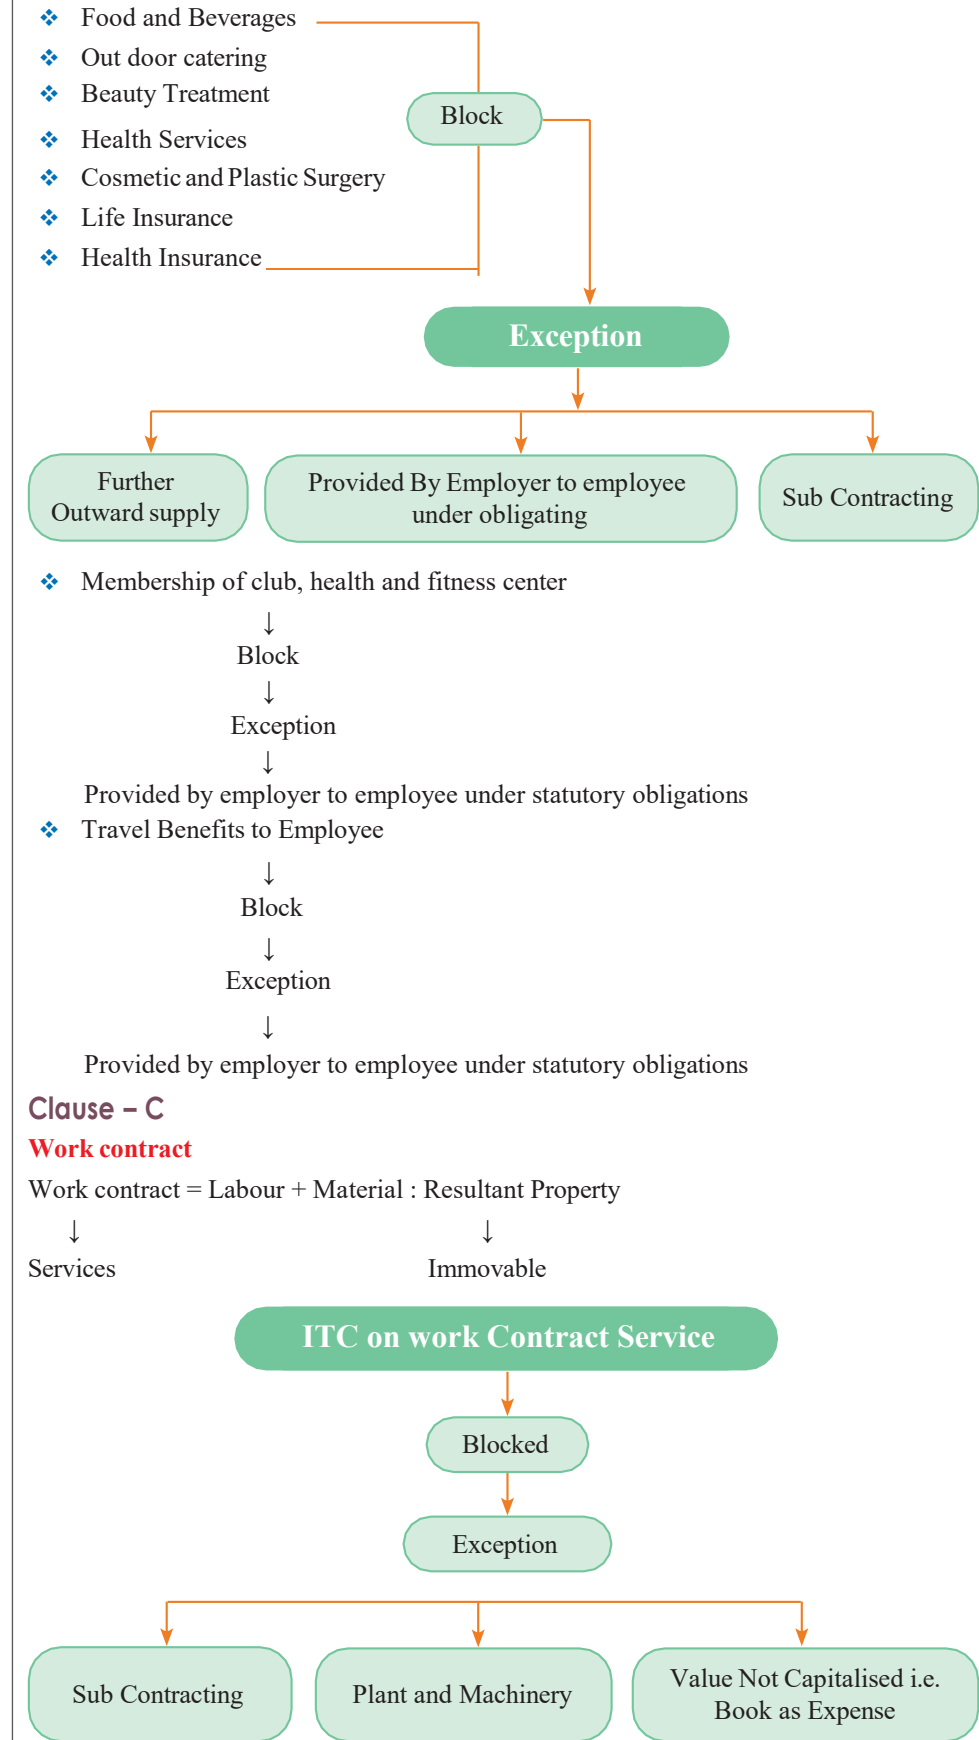 Food and Beverages
Out door catering
Beauty Treatment
Health Services
Cosmetic and Plastic Surgery
Life Insurance
Health Insurance
Block
Exception
Further
Outward supply
Provided By Employer to employee
under obligating
Sub Contracting
Membership of club, health and fitness center
↓
Block
↓
Exception
↓
Provided by employer to employee under statutory obligations
Travel Benefits to Employee
↓
Block
↓
Exception
↓
Provided by employer to employee under statutory obligations
Clause – C
Work contract
Work contract = Labour + Material : Resultant Property
↓ ↓
Services Immovable
ITC on work Contract Service
Blocked
Exception
Sub Contracting
Plant and Machinery
Value Not Capitalised i.e.
Book as Expense